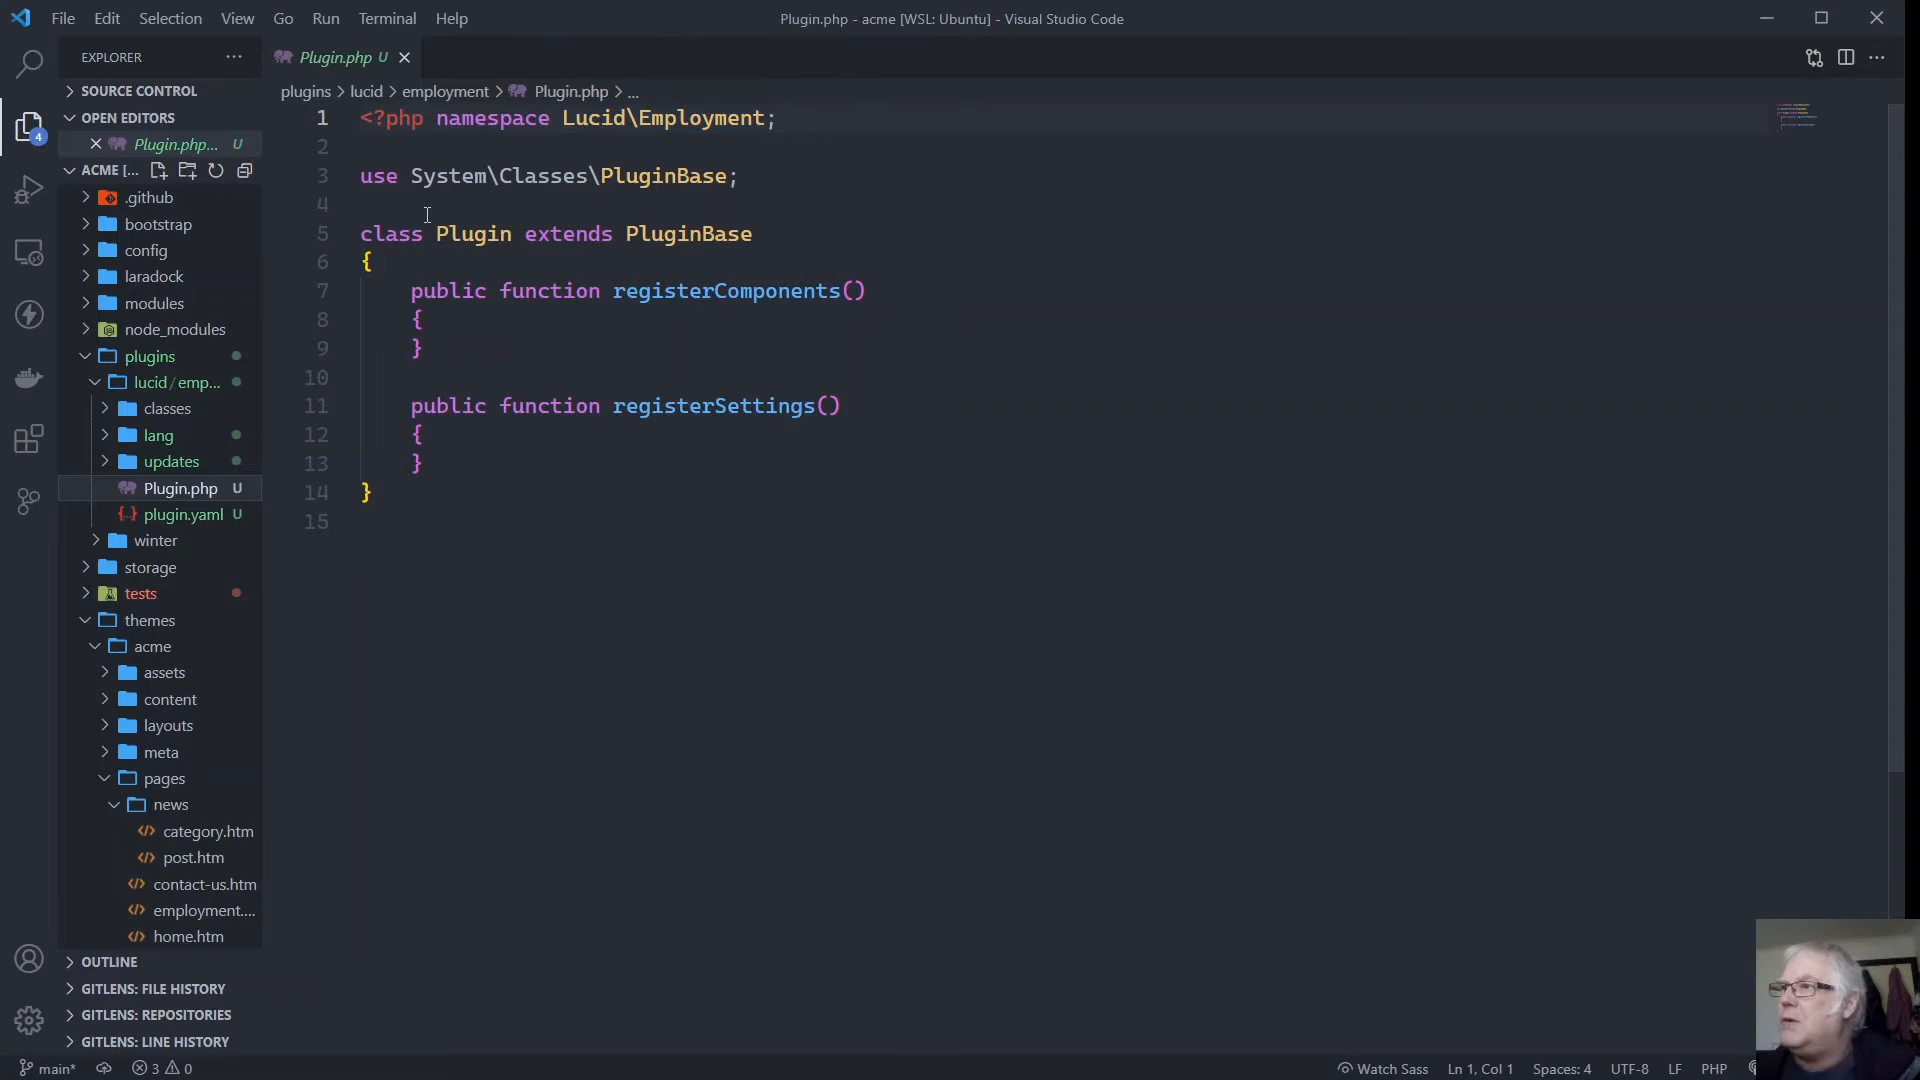 File Edit Selection View Go Run Terminal Help
Plugin.php - acme [WSL: Ubuntu] - Visual Studio Code
EXPLORER
Plugin.php U
SOURCE CONTROL
OPEN EDITORS
Plugin.php... U
ACME [...
.github
bootstrap
config
laradock
modules
node_modules
plugins
lucid / emp...
classes
lang
updates
Plugin.php U
plugin.yaml U
winter
storage
tests
themes
acme
assets
content
layouts
meta
pages
news
category.htm
post.htm
contact-us.htm
employment....
home.htm
OUTLINE
GITLENS: FILE HISTORY
GITLENS: REPOSITORIES
GITLENS: LINE HISTORY
4
plugins > lucid > employment > Plugin.php > ...
1 <?php namespace Lucid\Employment;
2
3 use System\Classes\PluginBase;
4
5 class Plugin extends PluginBase
6 {
7 public function registerComponents()
8 {
9 }
10
11 public function registerSettings()
12 {
13 }
14 }
15
main* 3 0
Watch Sass Ln 1, Col 1 Spaces: 4 UTF-8 LF PHP